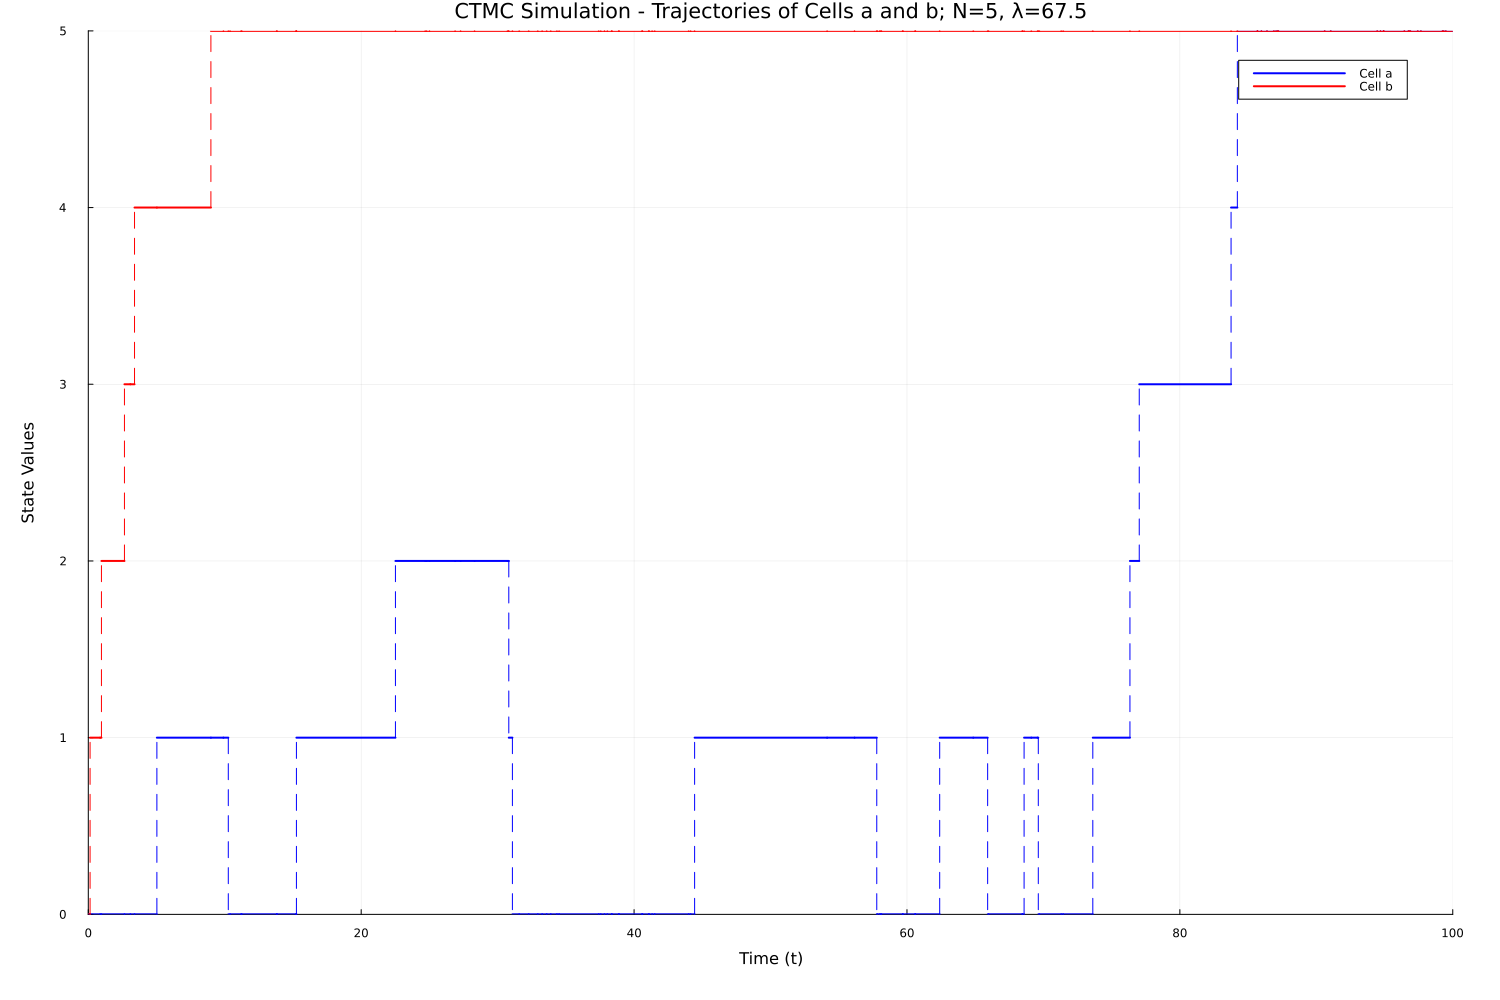 CTMC Simulation - Trajectories of Cells a and b; N=5, λ=67.5
5
Cell a
Cell b
4
3
State Values
2
1
0
0 20 40 60 80 100
Time (t)